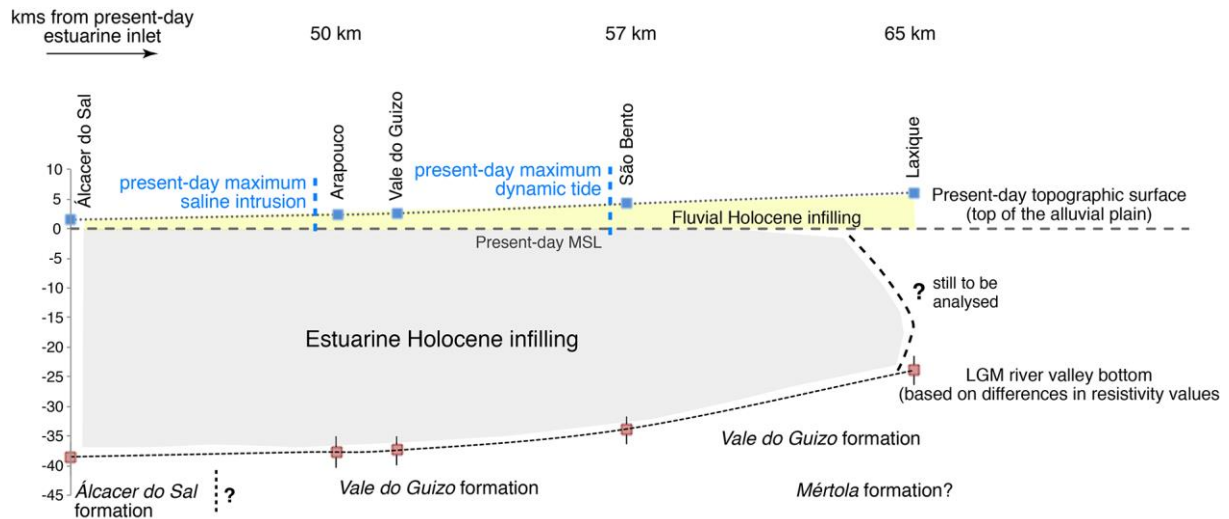 kms from present-day
estuarine inlet
50 km
57 km
65 km
Álcacer do Sal
Arapouco
Vale do Guizo
São Bento
Laxique
present-day maximum
saline intrusion
present-day maximum
dynamic tide
10
5
0
-5
-10
-15
-20
-25
-30
-35
-40
-45
Fluvial Holocene infilling
Present-day topographic surface
(top of the alluvial plain)
Present-day MSL
? still to be
analysed
Estuarine Holocene infilling
LGM river valley bottom
(based on differences in resistivity values
Vale do Guizo formation
Álcacer do Sal
formation
?
Vale do Guizo formation
Mértola formation?